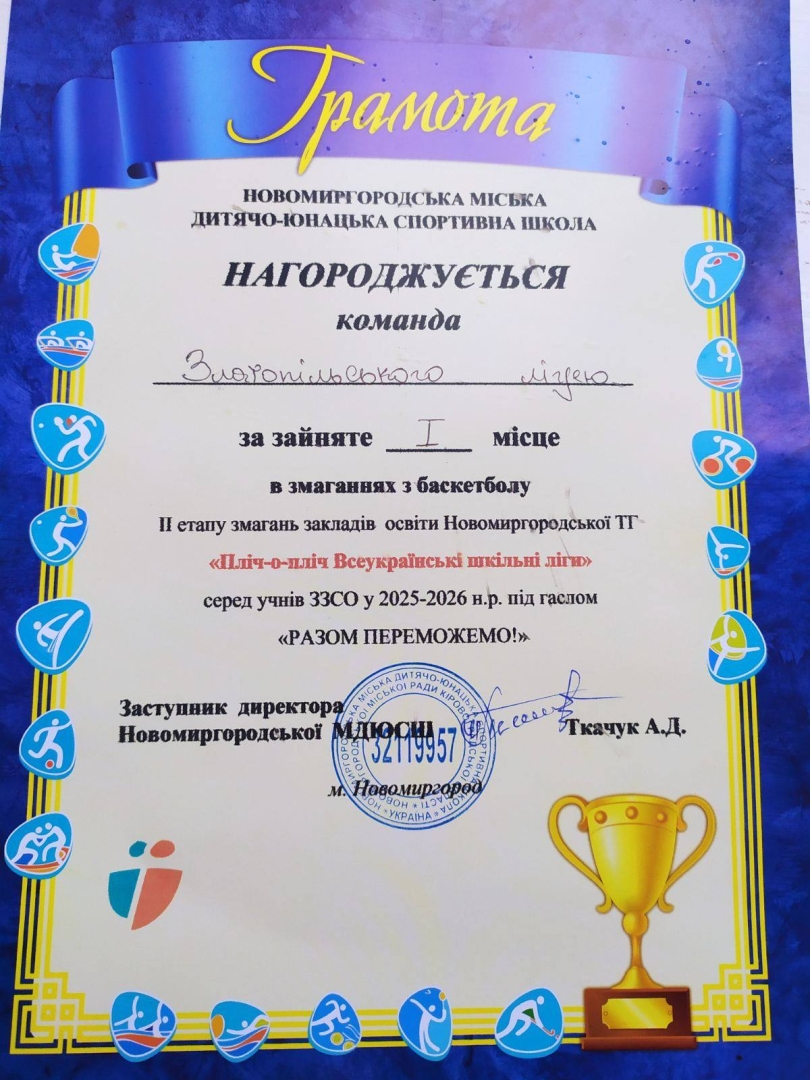 Грамота
НОВОМИРГОРОДСЬКА МІСЬКА
ДИТЯЧО-ЮНАЦЬКА СПОРТИВНА ШКОЛА
НАГОРОДЖУЄТЬСЯ
команда
Златопільського ліцею
за зайняте I місце
в змаганнях з баскетболу
ІІ етапу змагань закладів освіти Новомиргородської ТГ
«Пліч-о-пліч Всеукраїнські шкільні ліги»
серед учнів ЗЗСО у 2025-2026 н.р. під гаслом
«РАЗОМ ПЕРЕМОЖЕМО!»
Заступник директора
Новомиргородської МДЮСШ Ткачук А.Д.
32119957
м. Новомиргород
УКРАЇНА